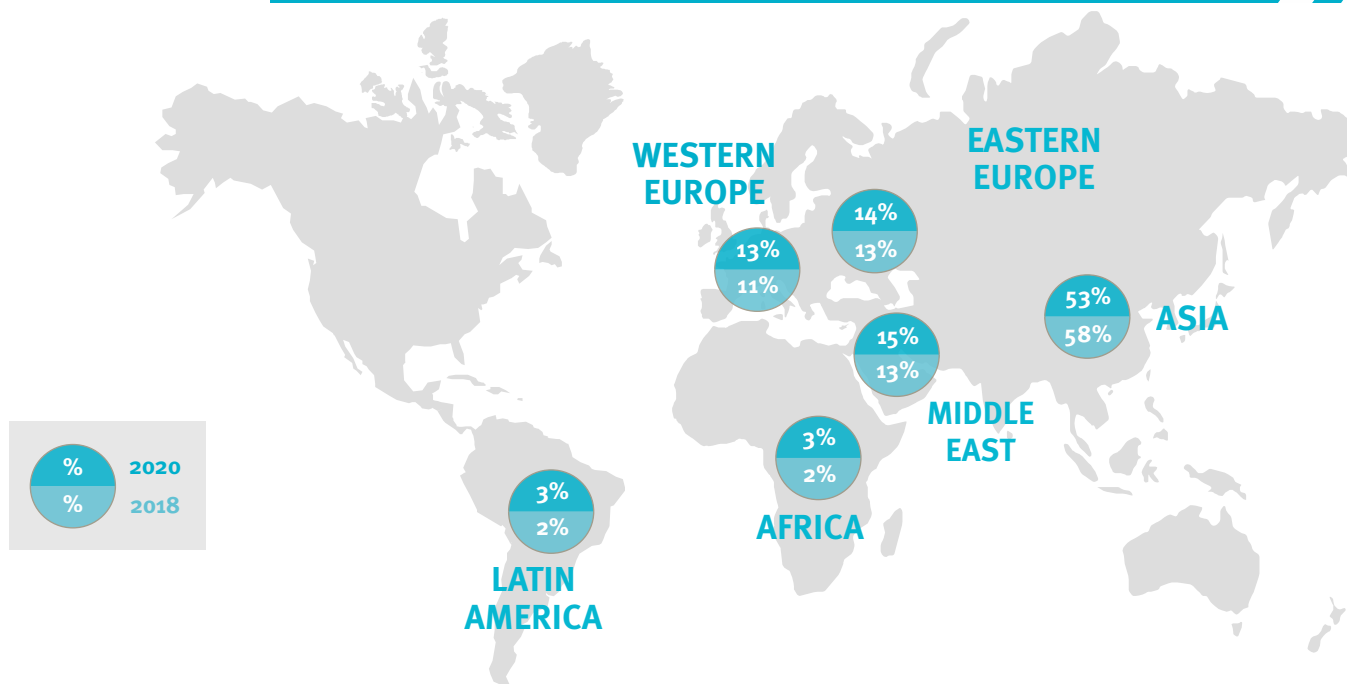 WESTERN
EUROPE
13%
11%
EASTERN
EUROPE
14%
13%
53%
58%
ASIA
15%
13%
MIDDLE
EAST
3%
2%
AFRICA
3%
2%
LATIN
AMERICA
% 2020
% 2018